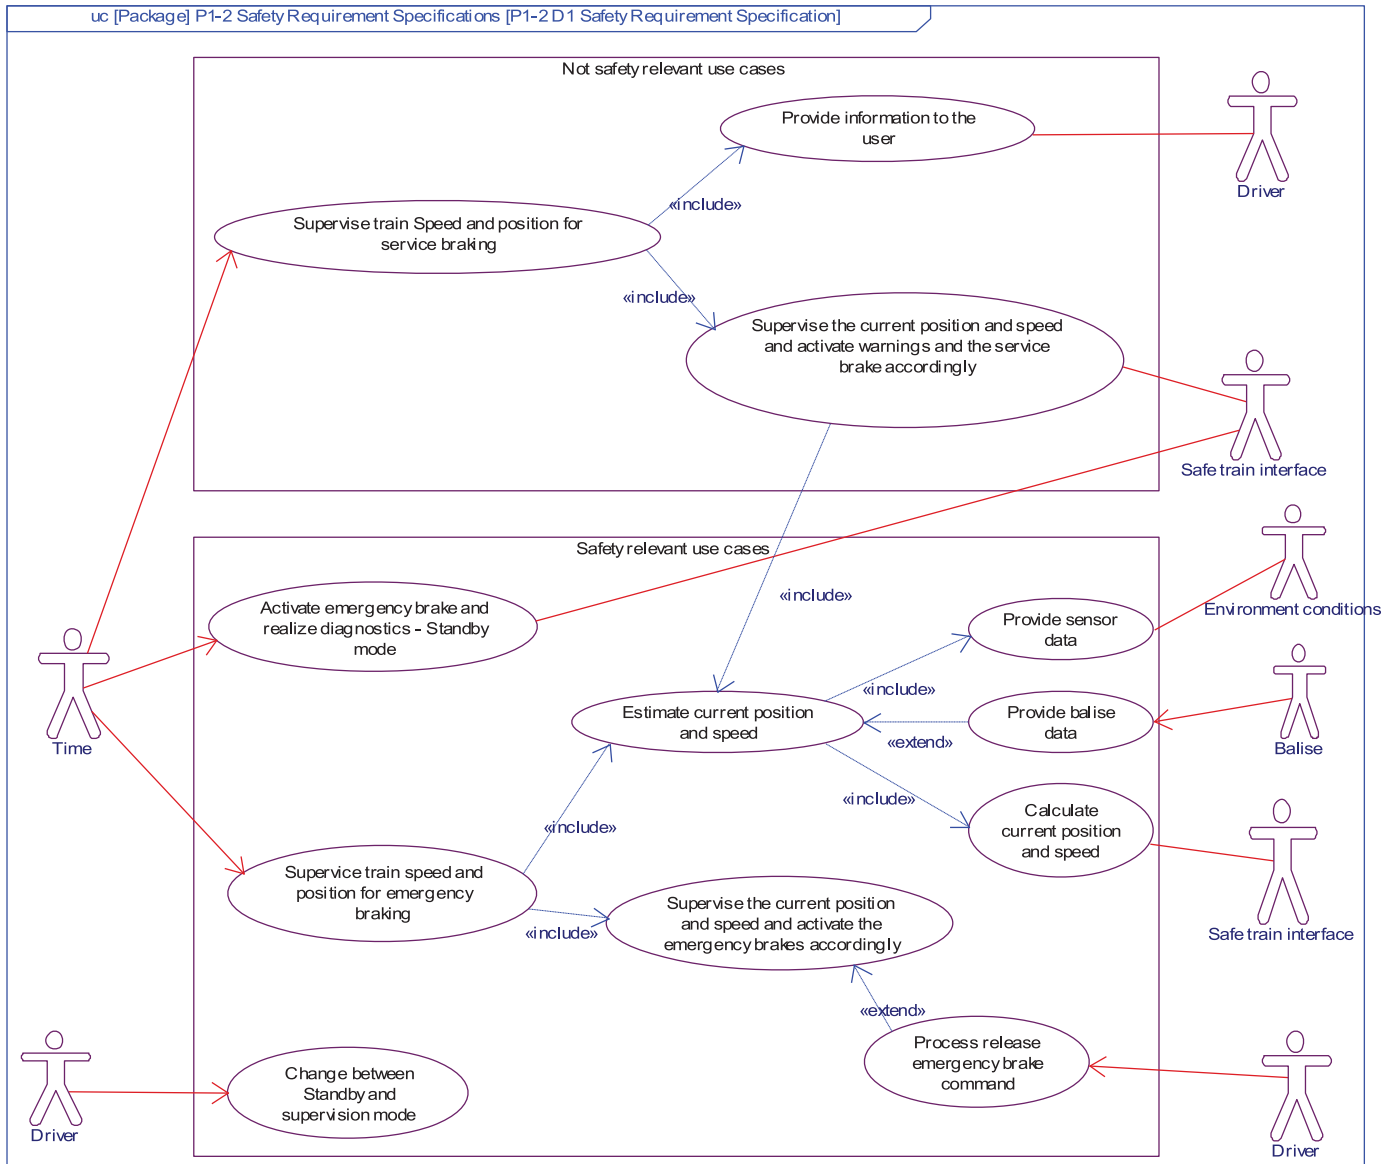 uc [Package] P1-2 Safety Requirement Specifications [P1-2 D1 Safety Requirement Specification]
Not safety relevant use cases
Provide information to the
user
Driver
«include»
Supervise train Speed and position for
service braking
«include»
Supervise the current position and speed
and activate warnings and the service
brake accordingly
Safe train interface
Safety relevant use cases
Activate emergency brake and
realize diagnostics - Standby
mode
«include»
Provide sensor
data
Environment conditions
«include»
Time
Estimate current position
and speed
«extend»
Provide balise
data
Balise
«include»
Calculate
current position
and speed
«include»
Supervice train speed and
position for emergency
braking
«include»
Supervise the current position
and speed and activate the
emergency brakes accordingly
Safe train interface
«extend»
Process release
emergency brake
command
Change between
Standby and
supervision mode
Driver
Driver